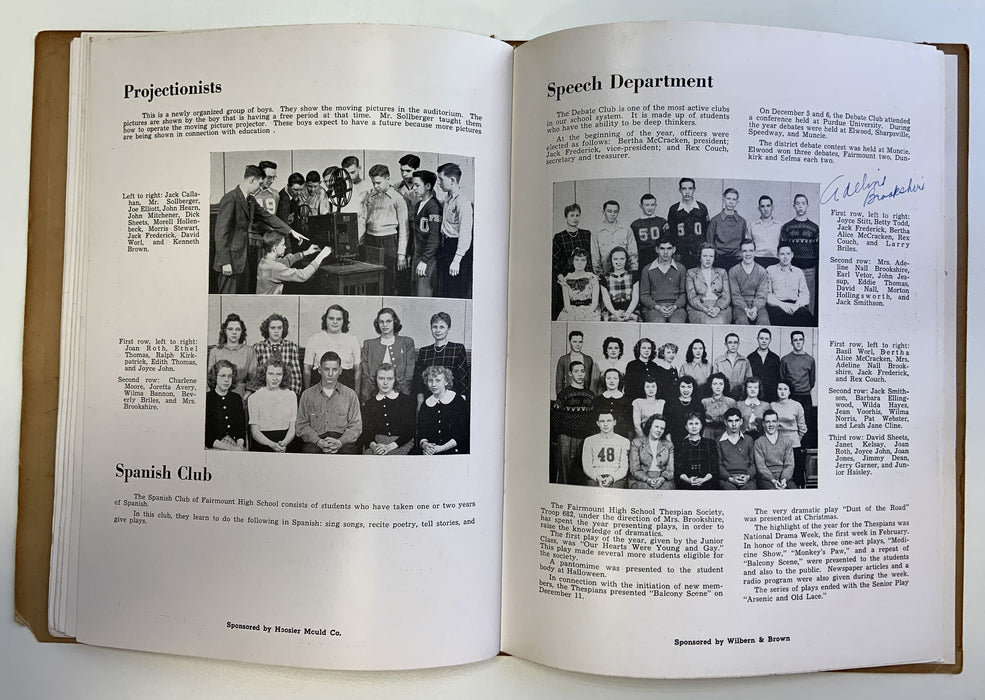 Projectionists
This is a newly organized group of boys. They show the moving pictures in the auditorium. The
pictures are shown by the boy that is having a free period at that time. Mr. Sollberger taught them
how to operate the moving picture projector. These boys expect to have a future because more pictures
are being shown in connection with education .
Left to right: Jack Calla-
han, Mr. Sollberger,
Joe Elliott, John Hearn,
John Mitchener, Dick
Sheets, Morell Hollen-
beck, Morris Stewart,
Jack Frederick, David
Worl, and Kenneth
Brown.
First row, left to right:
Joan Roth, Ethel
Thomas, Ralph Kirk-
patrick, Edith Thomas,
and Joyce John.
Second row: Charlene
Moore, Joretta Avery,
Wilma Bannon, Bev-
erly Briles, and Mrs.
Brookshire.
Spanish Club
The Spanish Club of Fairmount High School consists of students who have taken one or two years
of Spanish.
In this club, they learn to do the following in Spanish: sing songs, recite poetry, tell stories, and
give plays.
Sponsored by Hoosier Mould Co.
Speech Department
The Debate Club is one of the most active clubs
in our school system. It is made up of students
who have the ability to be deep thinkers.
At the beginning of the year, officers were
elected as follows: Bertha McCracken, president;
Jack Frederick, vice-president; and Rex Couch,
secretary and treasurer.
On December 5 and 6, the Debate Club attended
a conference held at Purdue University. During
the year debates were held at Elwood, Sharpsville,
Speedway, and Muncie.
The district debate contest was held at Muncie.
Elwood won three debates, Fairmount two, Dun-
kirk and Selma each two.
Adeline
Brookshire
First row, left to right:
Joyce Stitt, Betty Todd,
Jack Frederick, Bertha
Alice McCracken, Rex
Couch, and Larry
Briles.
Second row: Mrs. Ade-
line Nall Brookshire,
Earl Vetor, John Jes-
sup, Eddie Thomas,
David Nall, Morton
Hollingsworth, and
Jack Smithson.
50
50
First row, left to right:
Basil Worl, Bertha
Alice McCracken, Mrs.
Adeline Nall Brook-
shire, Jack Frederick,
and Rex Couch.
Second row: Jack Smith-
son, Barbara Elling-
wood, Wilda Hayes,
Jean Voorhis, Wilma
Norris, Pat Webster,
and Leah Jane Cline.
Third row: David Sheets,
Janet Kelsay, Joan
Roth, Joyce John, Joan
Jones, Jimmy Dean,
Jerry Garner, and Jun-
ior Haisley.
48
The Fairmount High School Thespian Society,
Troop 682, under the direction of Mrs. Brookshire,
has spent the year presenting plays, in order to
raise the knowledge of dramatics.
The first play of the year, given by the Junior
Class, was "Our Hearts Were Young and Gay."
This play made several more students eligible for
the society.
A pantomime was presented to the student
body at Halloween.
In connection with the initiation of new mem-
bers, the Thespians presented "Balcony Scene" on
December 11.
The very dramatic play "Dust of the Road"
was presented at Christmas.
The highlight of the year for the Thespians was
National Drama Week, the first week in February.
In honor of the week, three one-act plays, "Medi-
cine Show," "Monkey's Paw," and a repeat of
"Balcony Scene," were presented to the students
and also to the public. Newspaper articles and a
radio program were also given during the week.
The series of plays ended with the Senior Play
"Arsenic and Old Lace."
Sponsored by Wilbern & Brown